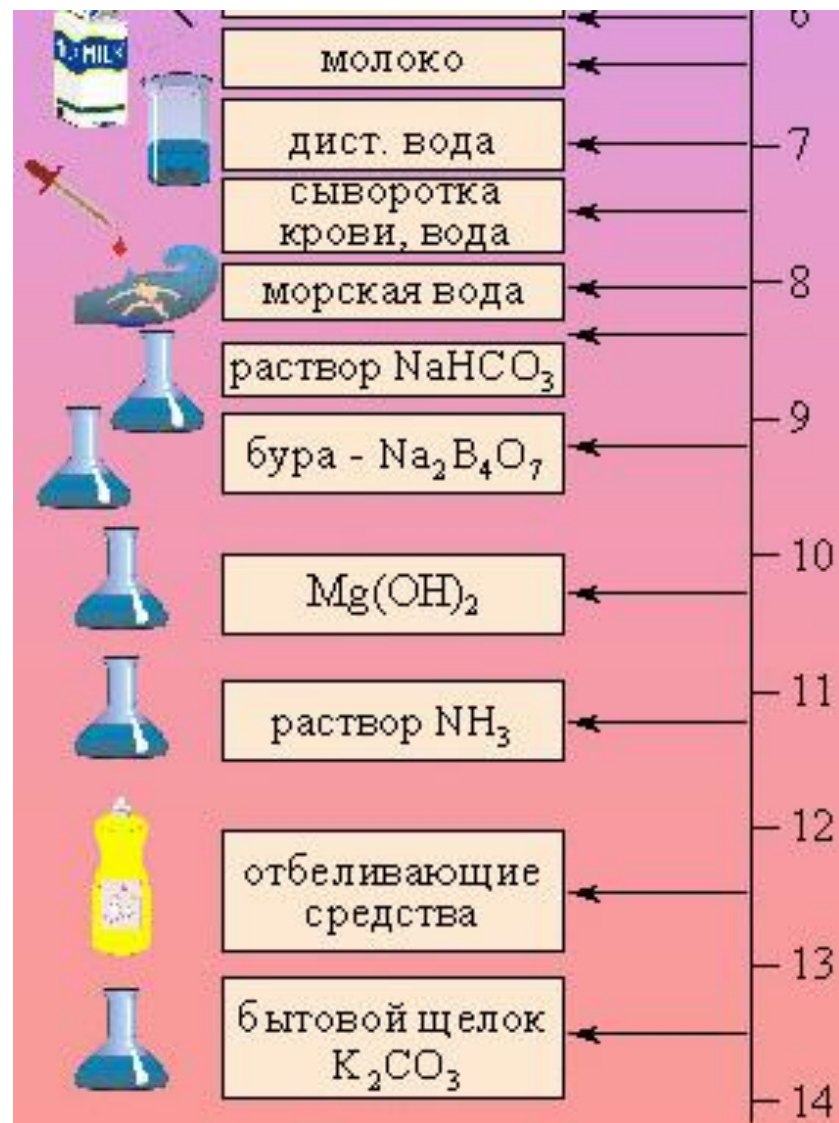 6
MILK
молоко
дист. вода
7
сыворотка
крови, вода
морская вода
8
раствор NaHCO₃
9
бура - Na₂B₄O₇
10
Mg(OH)₂
11
раствор NH₃
12
отбеливающие
средства
13
бытовой щелок
K₂CO₃
14